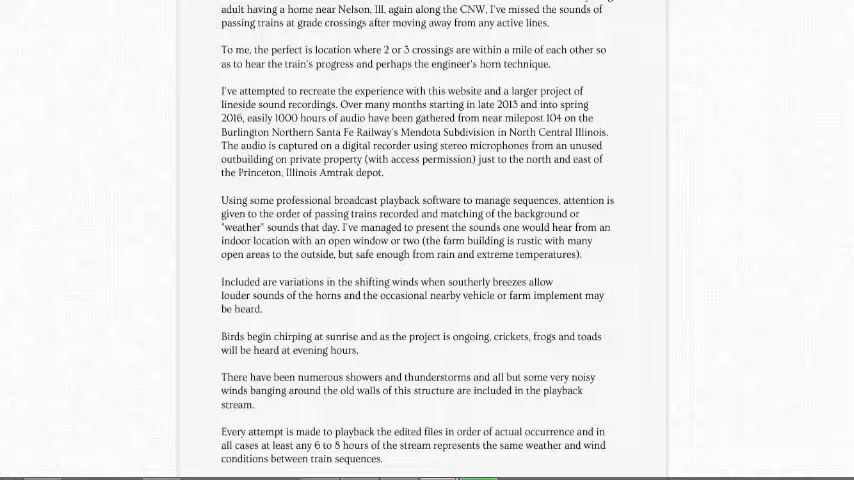 adult having a home near Nelson, Ill, again along the CNW, I've missed the sounds of
passing trains at grade crossings after moving away from any active lines.
To me, the perfect is location where 2 or 3 crossings are within a mile of each other so
as to hear the train's progress and perhaps the engineer's horn technique.
I've attempted to recreate the experience with this website and a larger project of
lineside sound recordings. Over many months starting in late 2013 and into spring
2016, easily 1000 hours of audio have been gathered from near milepost 104 on the
Burlington Northern Santa Fe Railway's Mendota Subdivision in North Central Illinois.
The audio is captured on a digital recorder using stereo microphones from an unused
outbuilding on private property (with access permission) just to the north and east of
the Princeton, Illinois Amtrak depot.
Using some professional broadcast playback software to manage sequences, attention is
given to the order of passing trains recorded and matching of the background or
"weather" sounds that day. I've managed to present the sounds one would hear from an
indoor location with an open window or two (the farm building is rustic with many
open areas to the outside, but safe enough from rain and extreme temperatures).
Included are variations in the shifting winds when southerly breezes allow
louder sounds of the horns and the occasional nearby vehicle or farm implement may
be heard.
Birds begin chirping at sunrise and as the project is ongoing, crickets, frogs and toads
will be heard at evening hours.
There have been numerous showers and thunderstorms and all but some very noisy
winds banging around the old walls of this structure are included in the playback
stream.
Every attempt is made to playback the edited files in order of actual occurrence and in
all cases at least any 6 to 8 hours of the stream represents the same weather and wind
conditions between train sequences.